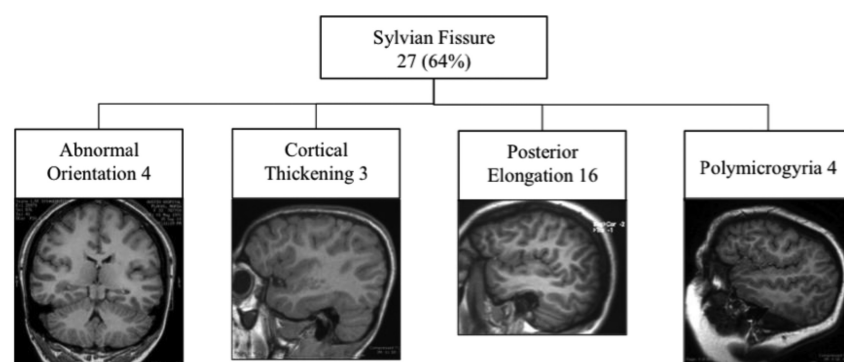 Sylvian Fissure
27 (64%)
Abnormal
Orientation 4
Cortical
Thickening 3
Posterior
Elongation 16
Polymicrogyria 4